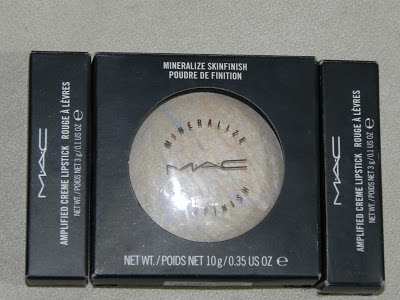 MAC
AMPLIFIED CREME LIPSTICK ROUGE À LÈVRES
NET WT./POIDS NET 3 g/0.1 US OZ ℮
MINERALIZE SKINFINISH
POUDRE DE FINITION
MINERALIZE
MAC
SKINFINISH
NET WT./POIDS NET 10 g/0.35 US OZ ℮
MAC
AMPLIFIED CREME LIPSTICK ROUGE À LÈVRES
NET WT./POIDS NET 3 g/0.1 US OZ ℮